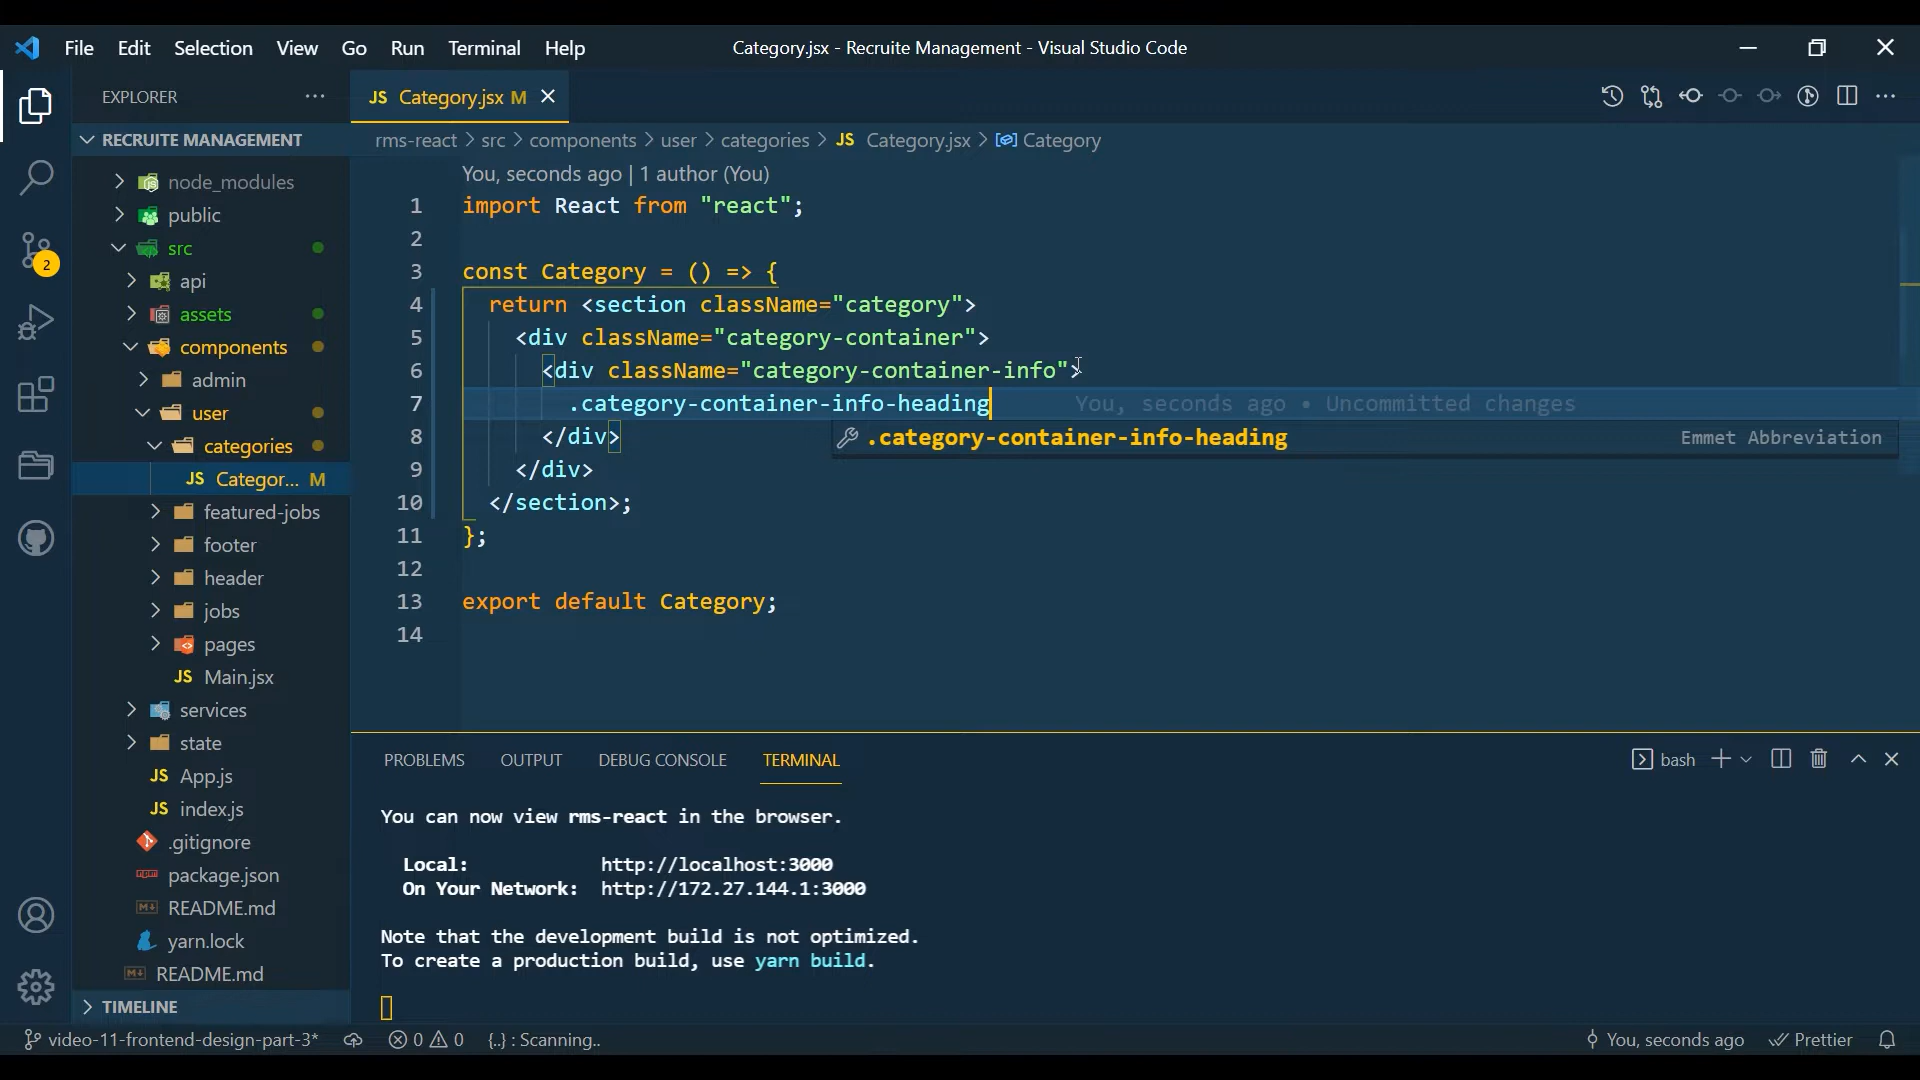 File Edit Selection View Go Run Terminal Help
Category.jsx - Recruite Management - Visual Studio Code
EXPLORER
RECRUITE MANAGEMENT
node_modules
public
src
api
assets
components
admin
user
categories
JS Categor... M
featured-jobs
footer
header
jobs
pages
JS Main.jsx
services
state
JS App.js
JS index.js
.gitignore
package.json
README.md
yarn.lock
README.md
TIMELINE
2
JS Category.jsx M
rms-react > src > components > user > categories > JS Category.jsx > Category
You, seconds ago | 1 author (You)
1 import React from "react";
2
3 const Category = () => {
4 return <section className="category">
5 <div className="category-container">
6 <div className="category-container-info">
7 .category-container-info-heading You, seconds ago • Uncommitted changes
8 </div>
.category-container-info-heading Emmet Abbreviation
9 </div>
10 </section>;
11 };
12
13 export default Category;
14
PROBLEMS OUTPUT DEBUG CONSOLE TERMINAL
bash
You can now view rms-react in the browser.
Local: http://localhost:3000
On Your Network: http://172.27.144.1:3000
Note that the development build is not optimized.
To create a production build, use yarn build.
video-11-frontend-design-part-3* 0 0 {..} : Scanning.. You, seconds ago Prettier